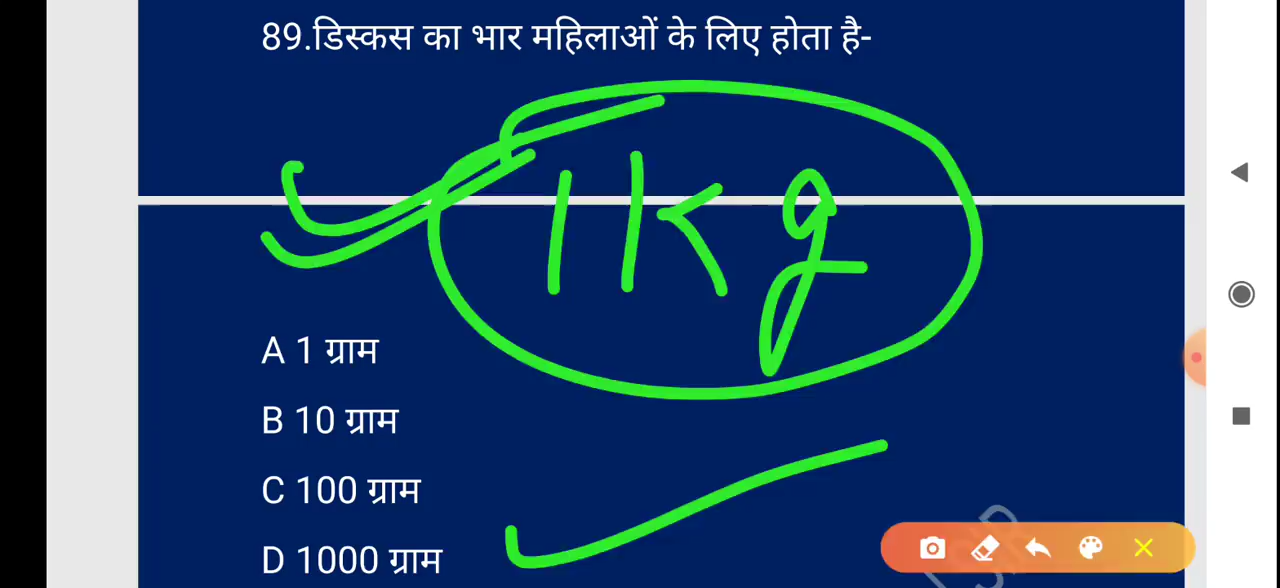 89.डिस्कस का भार महिलाओं के लिए होता है-
1Kg
A 1 ग्राम
B 10 ग्राम
C 100 ग्राम
D 1000 ग्राम